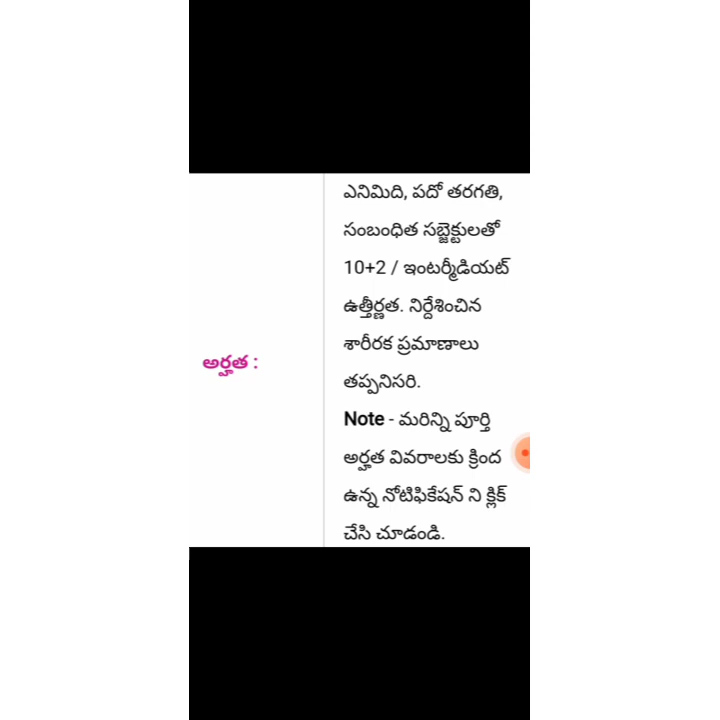 ఎనిమిది, పదో తరగతి,
సంబంధిత సబ్జెక్టులతో
10+2 / ఇంటర్మీడియట్
ఉత్తీర్ణత. నిర్దేశించిన
శారీరక ప్రమాణాలు
అర్హత :
తప్పనిసరి.
Note - మరిన్ని పూర్తి
అర్హత వివరాలకు క్రింద
ఉన్న నోటిఫికేషన్ ని క్లిక్
చేసి చూడండి.